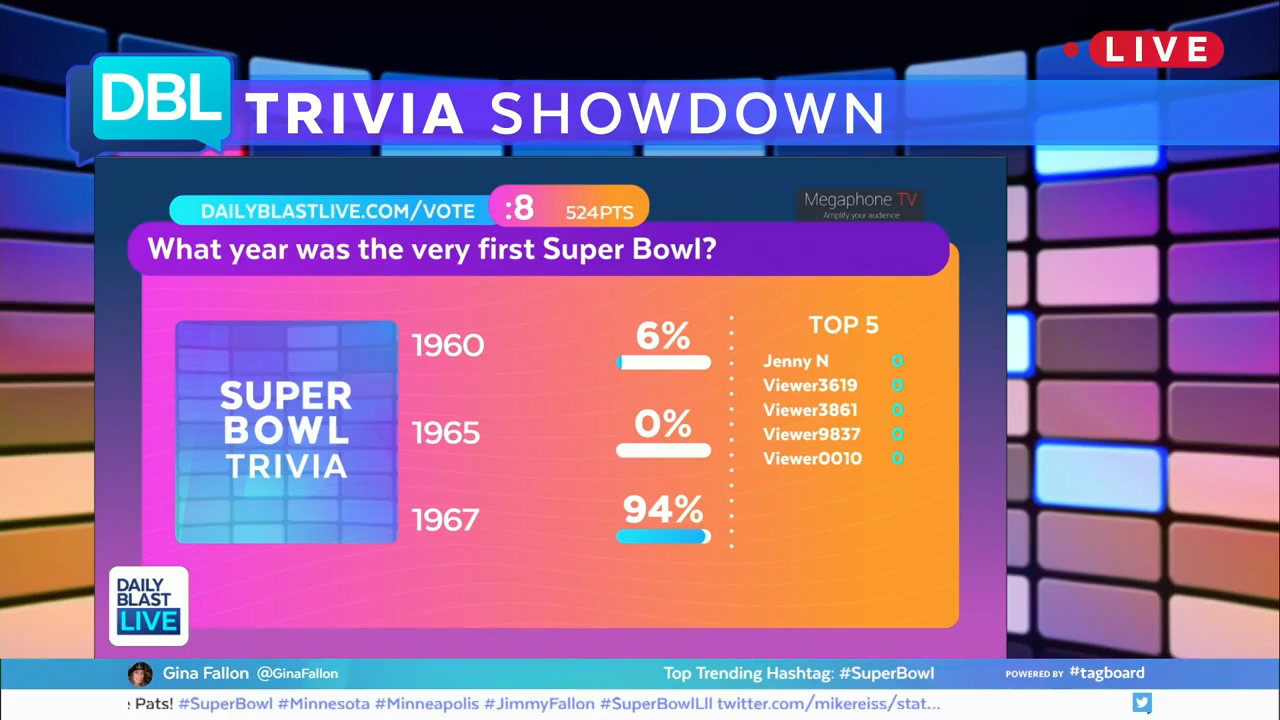 LIVE
DBL
TRIVIA SHOWDOWN
DAILYBLASTLIVE.COM/VOTE
:8 524PTS
Megaphone TV
Amplify your audience
What year was the very first Super Bowl?
SUPER
BOWL
TRIVIA
1960 6%
1965 0%
1967 94%
TOP 5
Jenny N 0
Viewer3619 0
Viewer3861 0
Viewer9837 0
Viewer0010 0
DAILY
BLAST
LIVE
Gina Fallon @GinaFallon Top Trending Hashtag: #SuperBowl POWERED BY #tagboard
Pats! #SuperBowl #Minnesota #Minneapolis #JimmyFallon #SuperBowlLII twitter.com/mikereiss/stat...